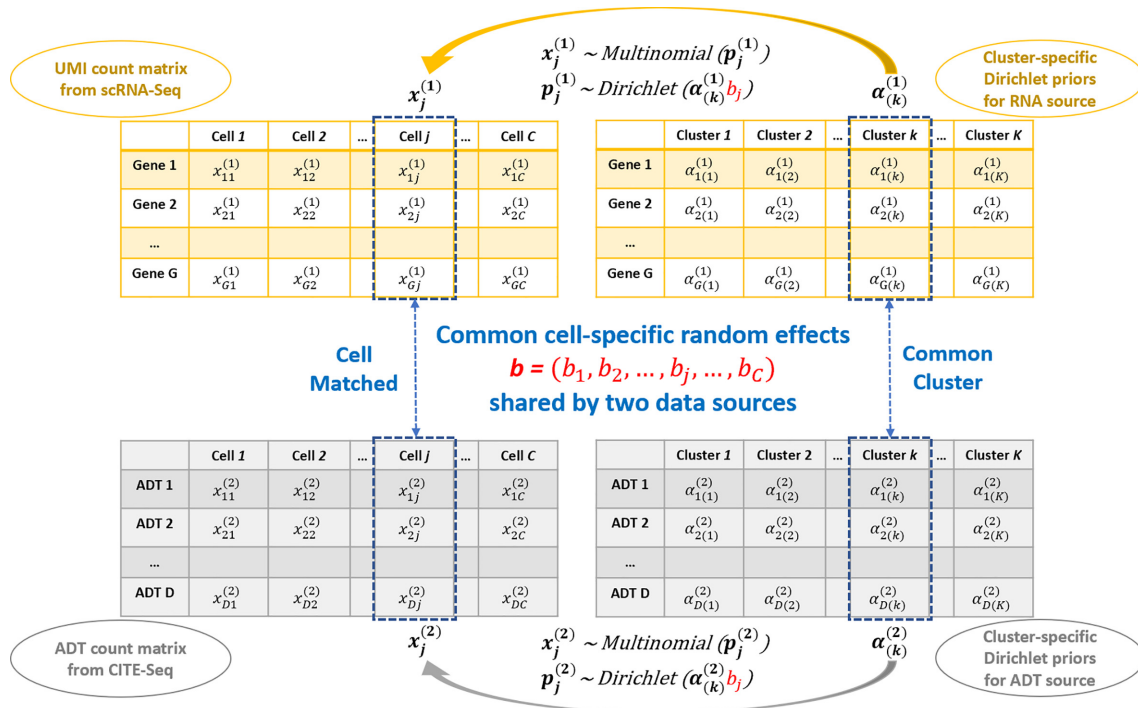 UMI count matrix
from scRNA-Seq
x_j^(1) ~ Multinomial (p_j^(1))
p_j^(1) ~ Dirichlet (α_(k)^(1) b_j)
Cluster-specific
Dirichlet priors
for RNA source
x_j^(1)
α_(k)^(1)
Cell 1 Cell 2 ... Cell j ... Cell C
Gene 1 x_11^(1) x_12^(1) x_1j^(1) x_1C^(1)
Gene 2 x_21^(1) x_22^(1) x_2j^(1) x_2C^(1)
...
Gene G x_G1^(1) x_G2^(1) x_Gj^(1) x_GC^(1)
Cluster 1 Cluster 2 ... Cluster k ... Cluster K
Gene 1 α_1(1)^(1) α_1(2)^(1) α_1(k)^(1) α_1(K)^(1)
Gene 2 α_2(1)^(1) α_2(2)^(1) α_2(k)^(1) α_2(K)^(1)
...
Gene G α_G(1)^(1) α_G(2)^(1) α_G(k)^(1) α_G(K)^(1)
Cell
Matched
Common cell-specific random effects
b = (b_1, b_2, ..., b_j, ..., b_C)
shared by two data sources
Common
Cluster
Cell 1 Cell 2 ... Cell j ... Cell C
ADT 1 x_11^(2) x_12^(2) x_1j^(2) x_1C^(2)
ADT 2 x_21^(2) x_22^(2) x_2j^(2) x_2C^(2)
...
ADT D x_D1^(2) x_D2^(2) x_Dj^(2) x_DC^(2)
Cluster 1 Cluster 2 ... Cluster k ... Cluster K
ADT 1 α_1(1)^(2) α_1(2)^(2) α_1(k)^(2) α_1(K)^(2)
ADT 2 α_2(1)^(2) α_2(2)^(2) α_2(k)^(2) α_2(K)^(2)
...
ADT D α_D(1)^(2) α_D(2)^(2) α_D(k)^(2) α_D(K)^(2)
ADT count matrix
from CITE-Seq
x_j^(2)
x_j^(2) ~ Multinomial (p_j^(2))
p_j^(2) ~ Dirichlet (α_(k)^(2) b_j)
α_(k)^(2)
Cluster-specific
Dirichlet priors
for ADT source